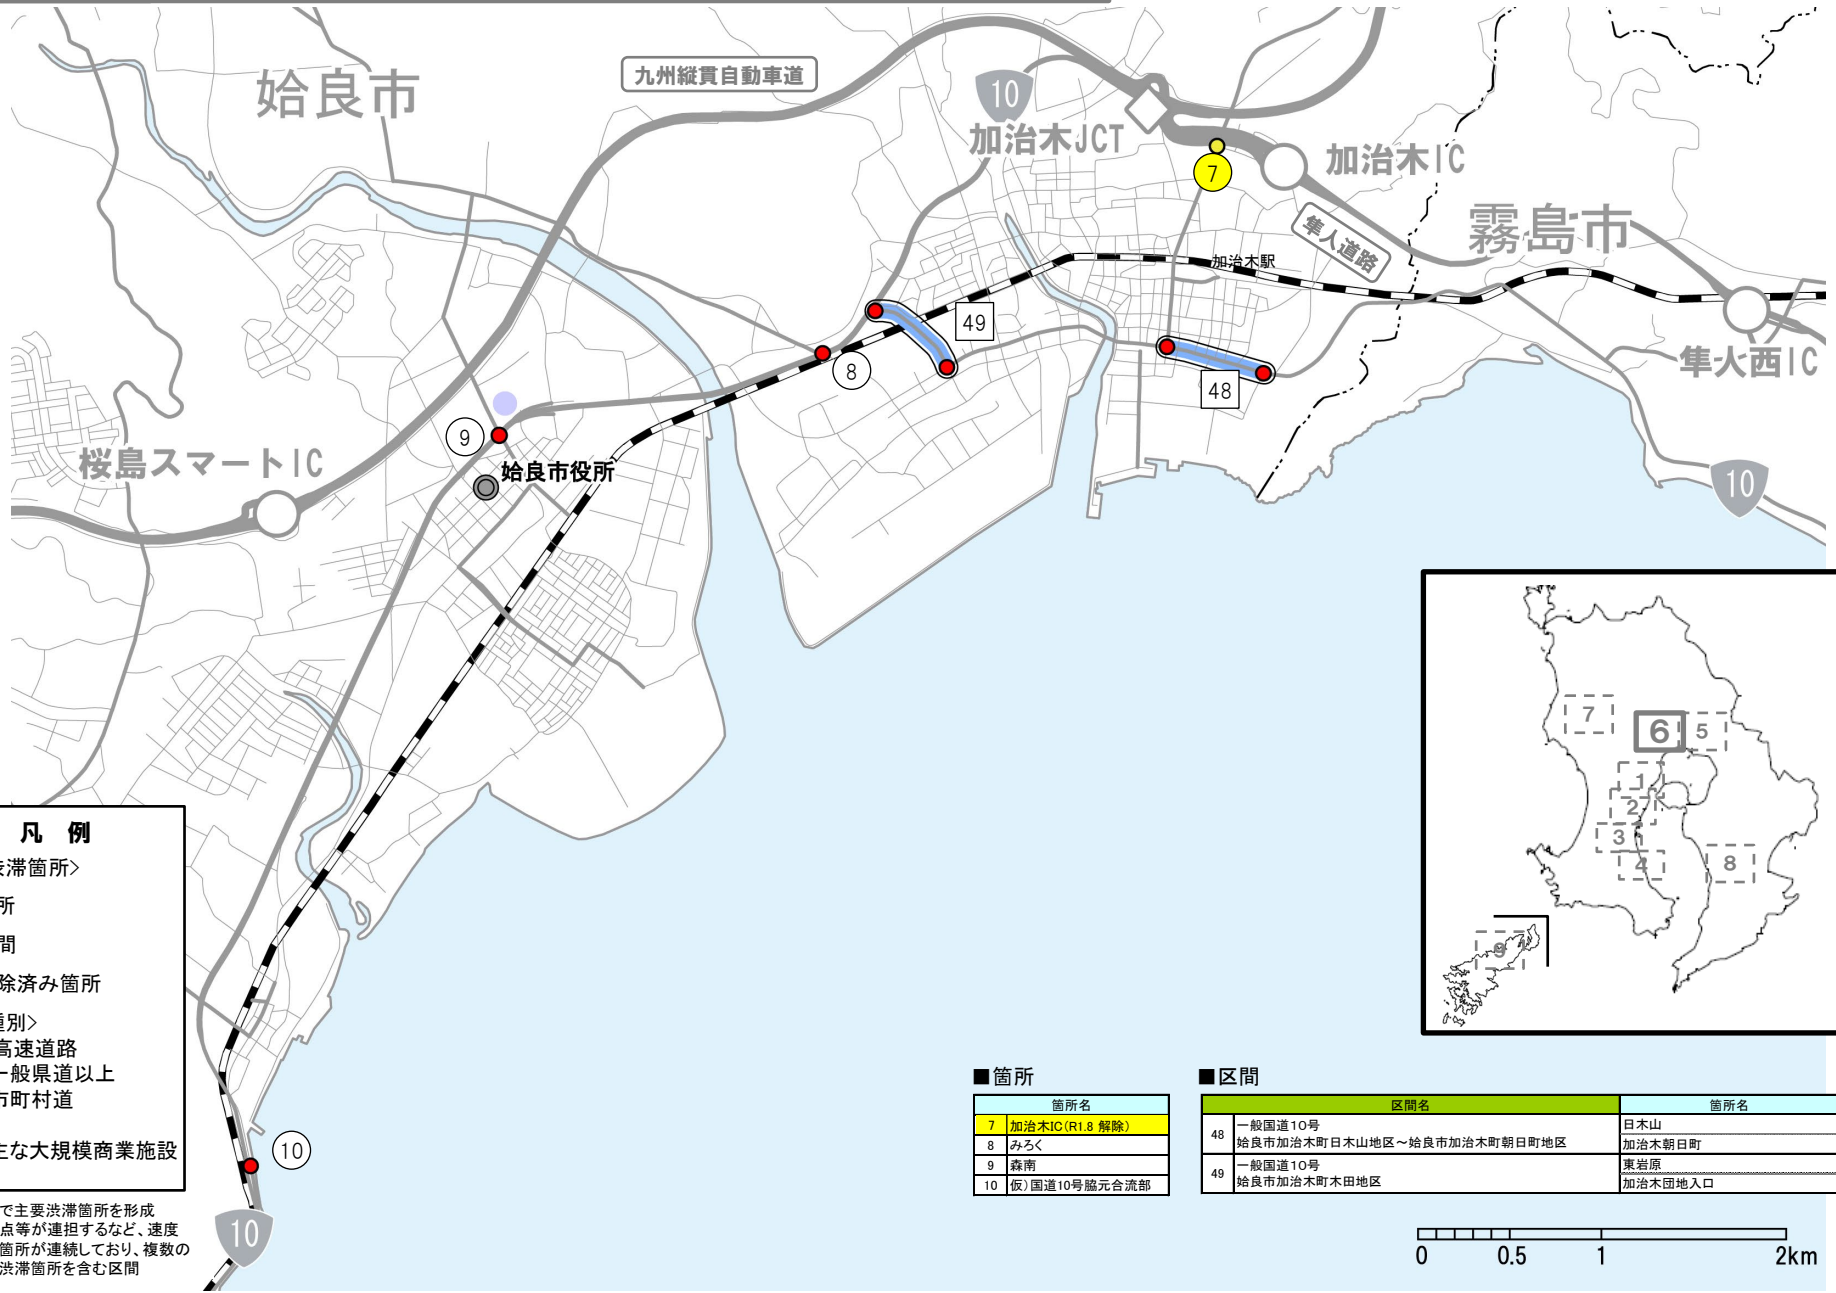 九州縦貫自動車道
姶良市
10
加治木JCT
加治木IC
7
霧島市
隼人道路
加治木駅
49
8
48
隼人西IC
9
桜島スマートIC
姶良市役所
10
7
6
5
1
2
3
4
8
9
凡 例
渋滞箇所>
所
間
除済み箇所
種別>
高速道路
一般県道以上
市町村道
主な大規模商業施設
で主要渋滞箇所を形成
点等が連担するなど、速度
箇所が連続しており、複数の
渋滞箇所を含む区間
10
10
■箇所
箇所名
7 加治木IC(R1.8 解除)
8 みろく
9 森南
10 仮)国道10号脇元合流部
■区間
区間名 箇所名
48 一般国道10号
姶良市加治木町日木山地区～姶良市加治木町朝日町地区
日木山
加治木朝日町
49 一般国道10号
姶良市加治木町木田地区
東岩原
加治木団地入口
0 0.5 1 2km